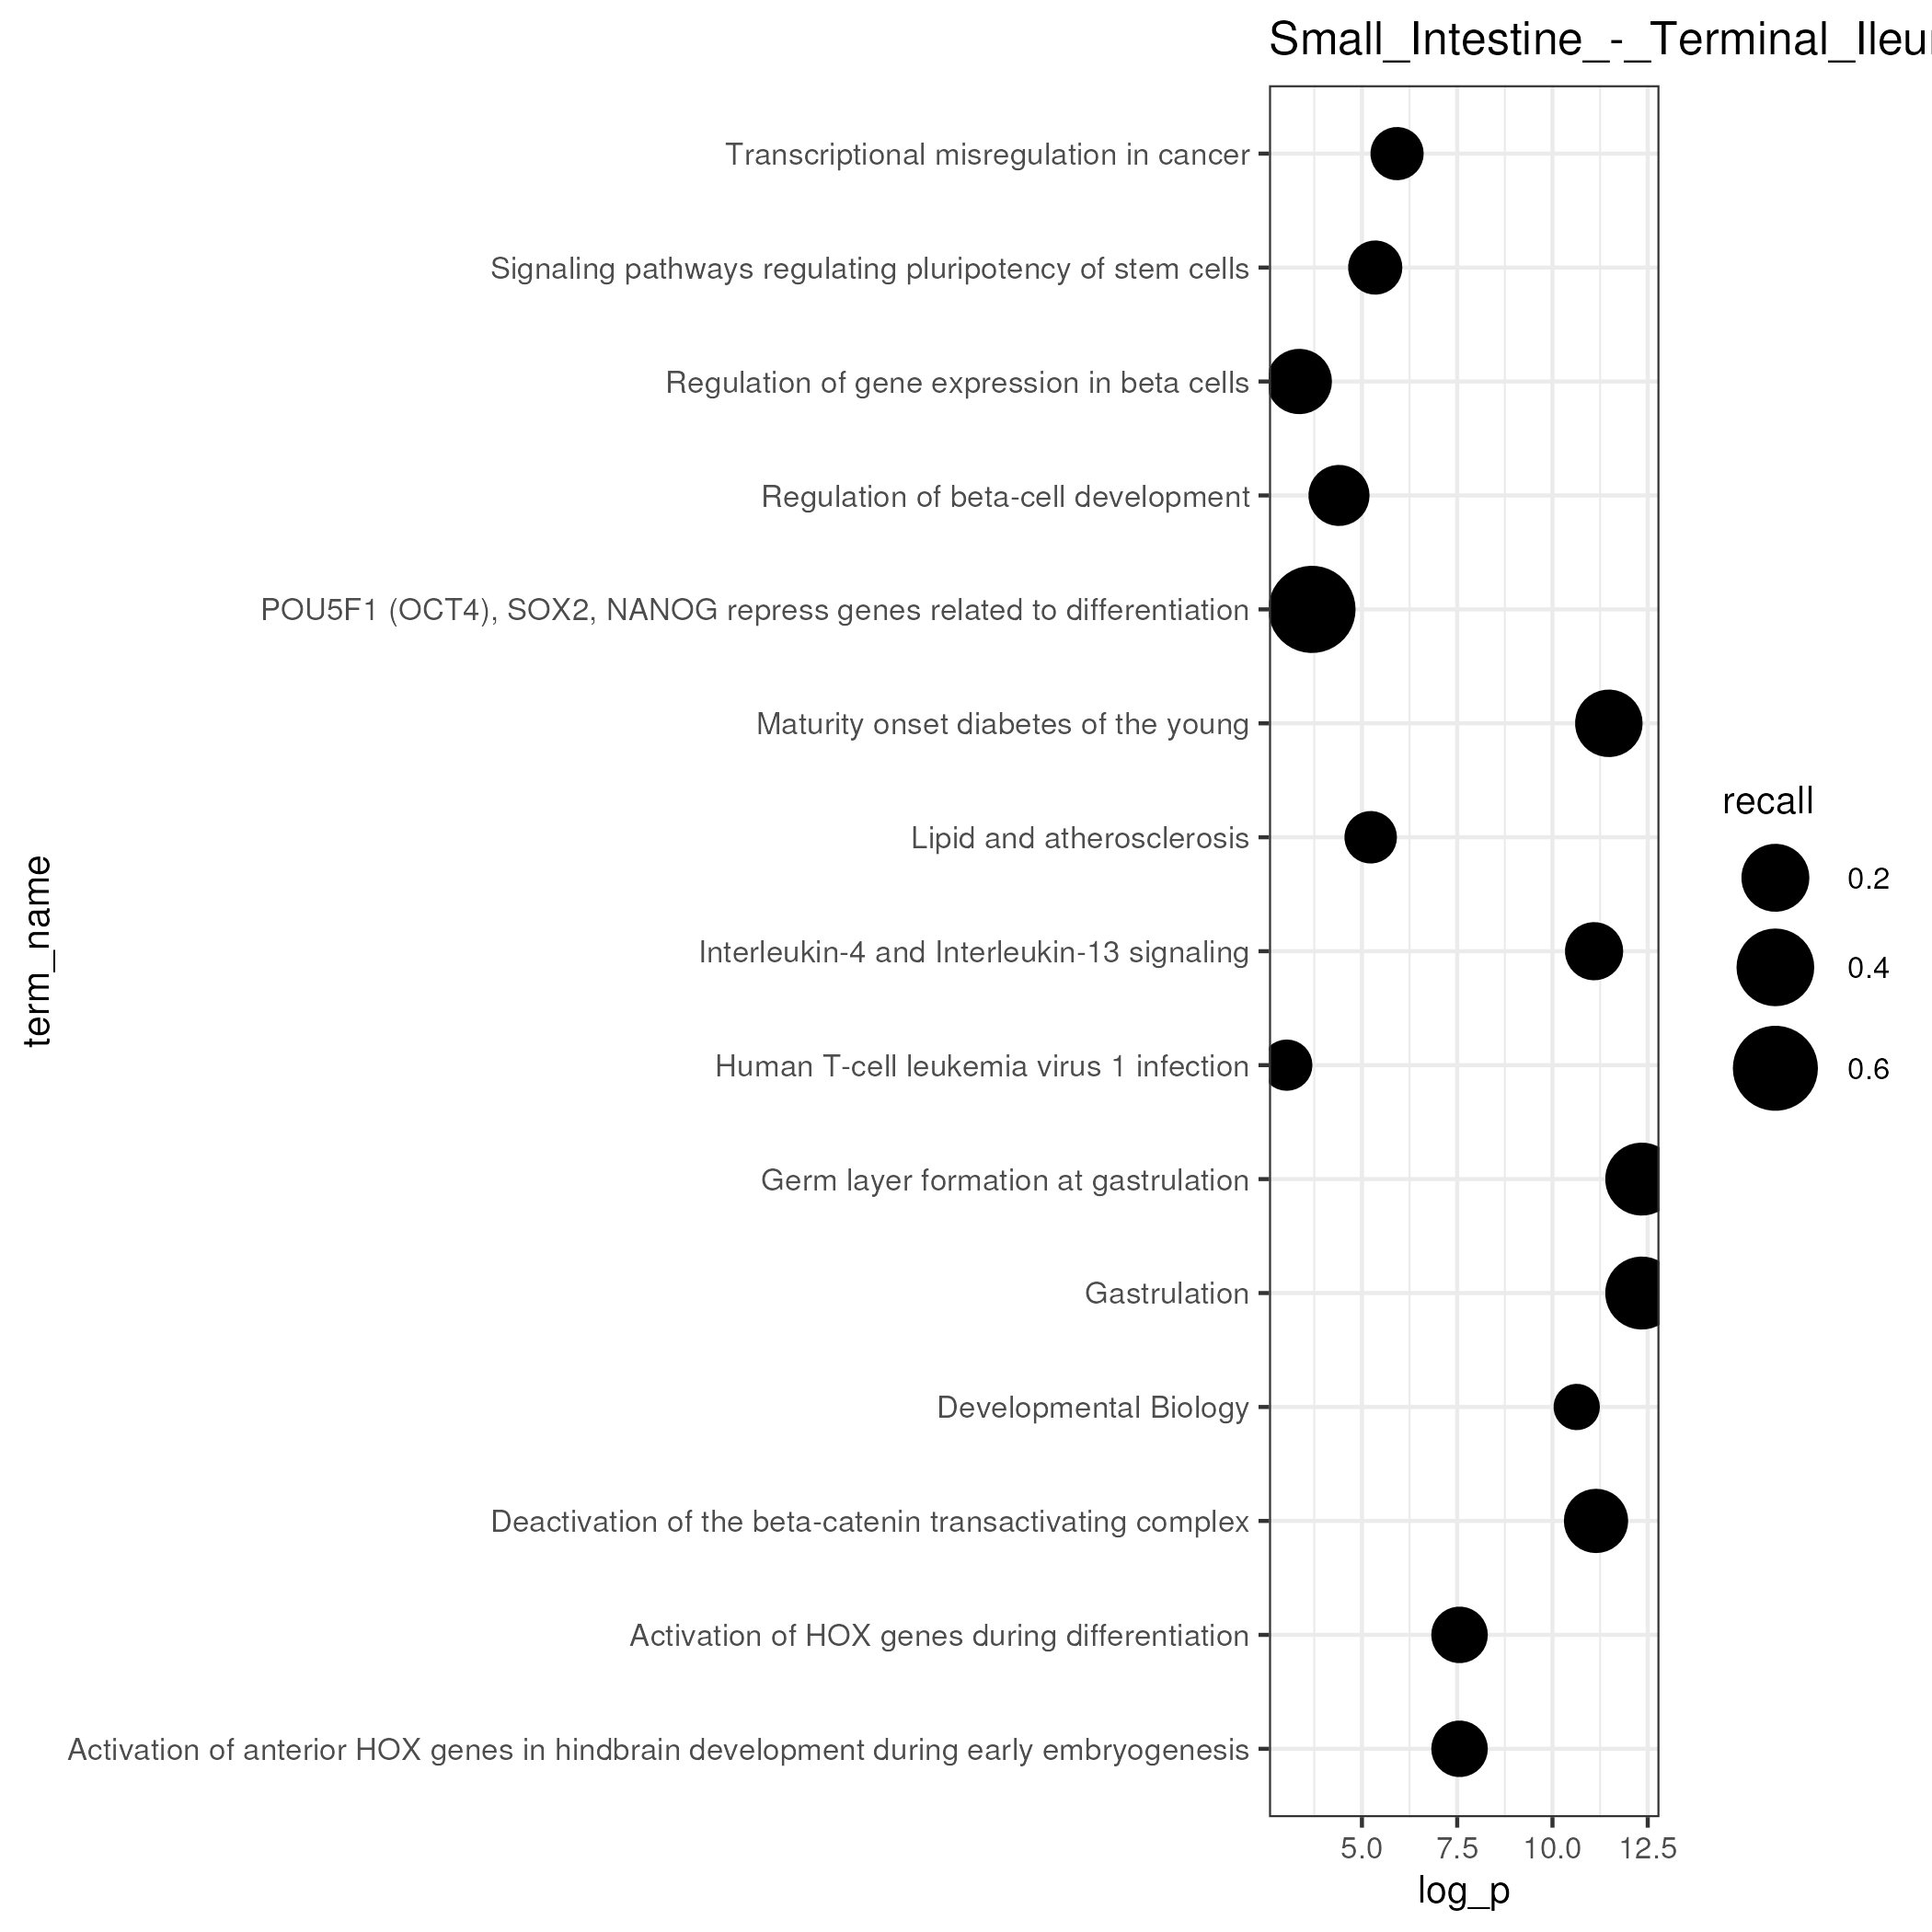 Small_Intestine_-_Terminal_Ileu
Transcriptional misregulation in cancer
Signaling pathways regulating pluripotency of stem cells
Regulation of gene expression in beta cells
Regulation of beta-cell development
POU5F1 (OCT4), SOX2, NANOG repress genes related to differentiation
Maturity onset diabetes of the young
Lipid and atherosclerosis
Interleukin-4 and Interleukin-13 signaling
Human T-cell leukemia virus 1 infection
Germ layer formation at gastrulation
Gastrulation
Developmental Biology
Deactivation of the beta-catenin transactivating complex
Activation of HOX genes during differentiation
Activation of anterior HOX genes in hindbrain development during early embryogenesis
term_name
5.0 7.5 10.0 12.5
log_p
recall
0.2
0.4
0.6